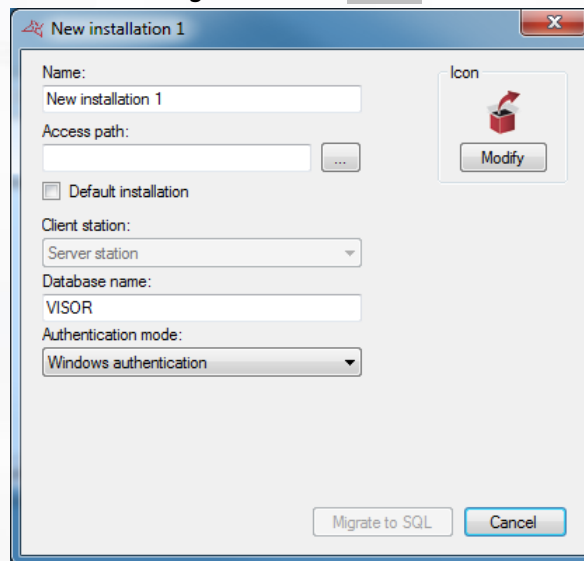 New installation 1
Name:
Icon
New installation 1
Access path:
...
Modify
Default installation
Client station:
Server station
Database name:
VISOR
Authentication mode:
Windows authentication
Migrate to SQL
Cancel